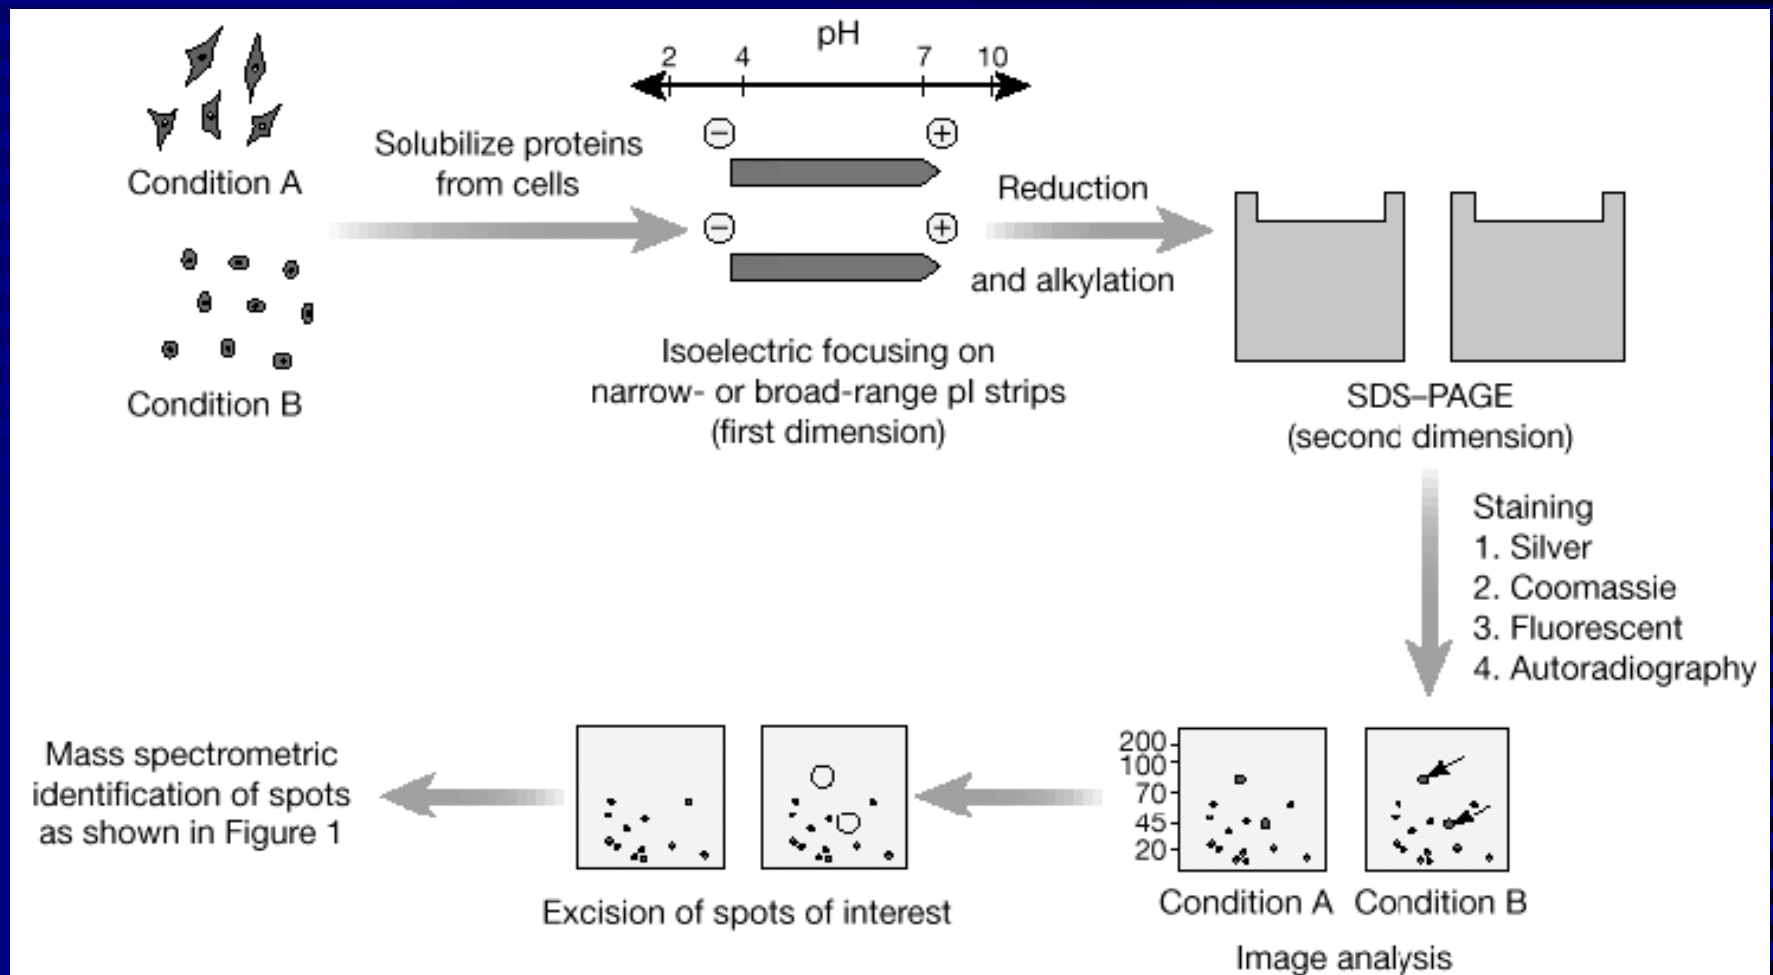 pH
2 4 7 10
Condition A
Solubilize proteins
from cells
Condition B
− +
− +
Isoelectric focusing on
narrow- or broad-range pI strips
(first dimension)
Reduction
and alkylation
SDS–PAGE
(second dimension)
Staining
1. Silver
2. Coomassie
3. Fluorescent
4. Autoradiography
200
100
70
45
20
Condition A Condition B
Image analysis
Excision of spots of interest
Mass spectrometric
identification of spots
as shown in Figure 1